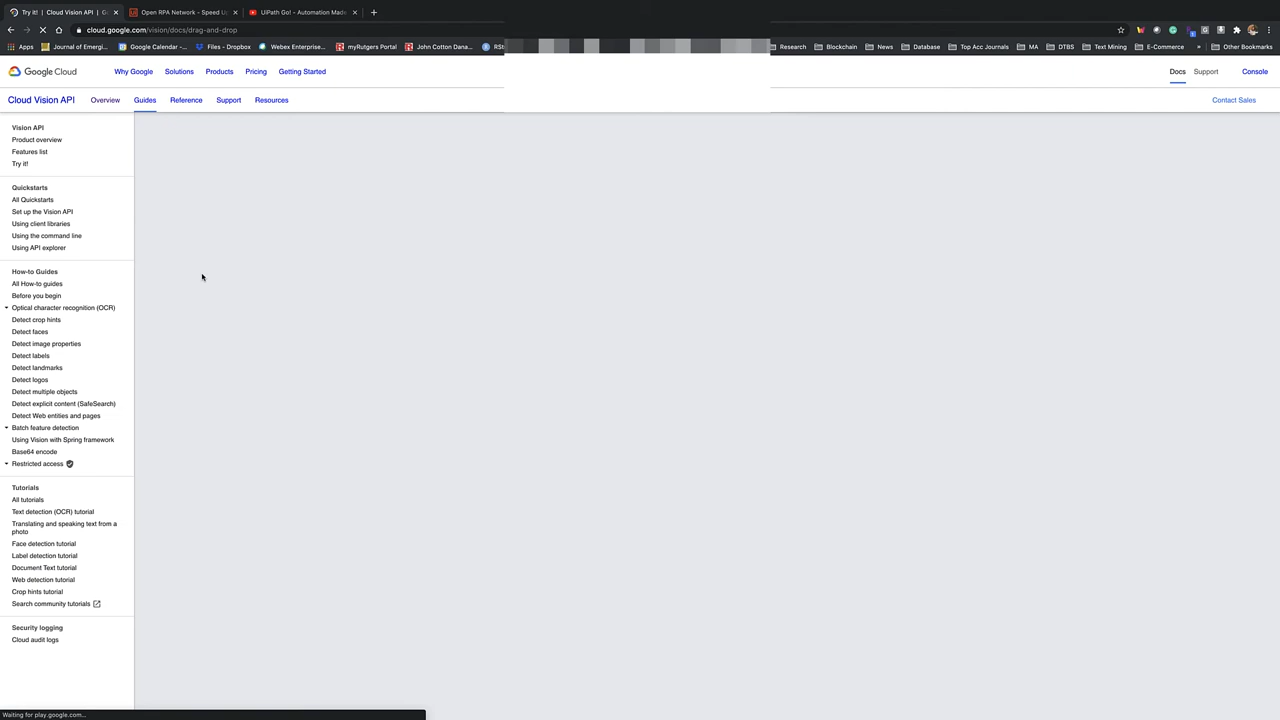 Try it! | Cloud Vision API | Go
Open RPA Network - Speed U
UiPath Go! - Automation Made
cloud.google.com/vision/docs/drag-and-drop
Apps
Journal of Emergi...
Google Calendar -...
Files - Dropbox
Webex Enterprise...
myRutgers Portal
John Cotton Dana...
Research
Blockchain
News
Database
Top Acc Journals
MA
DTBS
Text Mining
E-Commerce
»
Other Bookmarks
Google Cloud
Why Google
Solutions
Products
Pricing
Getting Started
Docs
Support
Console
Cloud Vision API
Overview
Guides
Reference
Support
Resources
Contact Sales
Vision API
Product overview
Features list
Try it!
Quickstarts
All Quickstarts
Set up the Vision API
Using client libraries
Using the command line
Using API explorer
How-to Guides
All How-to guides
Before you begin
Optical character recognition (OCR)
Detect crop hints
Detect faces
Detect image properties
Detect labels
Detect landmarks
Detect logos
Detect multiple objects
Detect explicit content (SafeSearch)
Detect Web entities and pages
Batch feature detection
Using Vision with Spring framework
Base64 encode
Restricted access
Tutorials
All tutorials
Text detection (OCR) tutorial
Translating and speaking text from a
photo
Face detection tutorial
Label detection tutorial
Document Text tutorial
Web detection tutorial
Crop hints tutorial
Search community tutorials
Security logging
Cloud audit logs
Waiting for play.google.com...